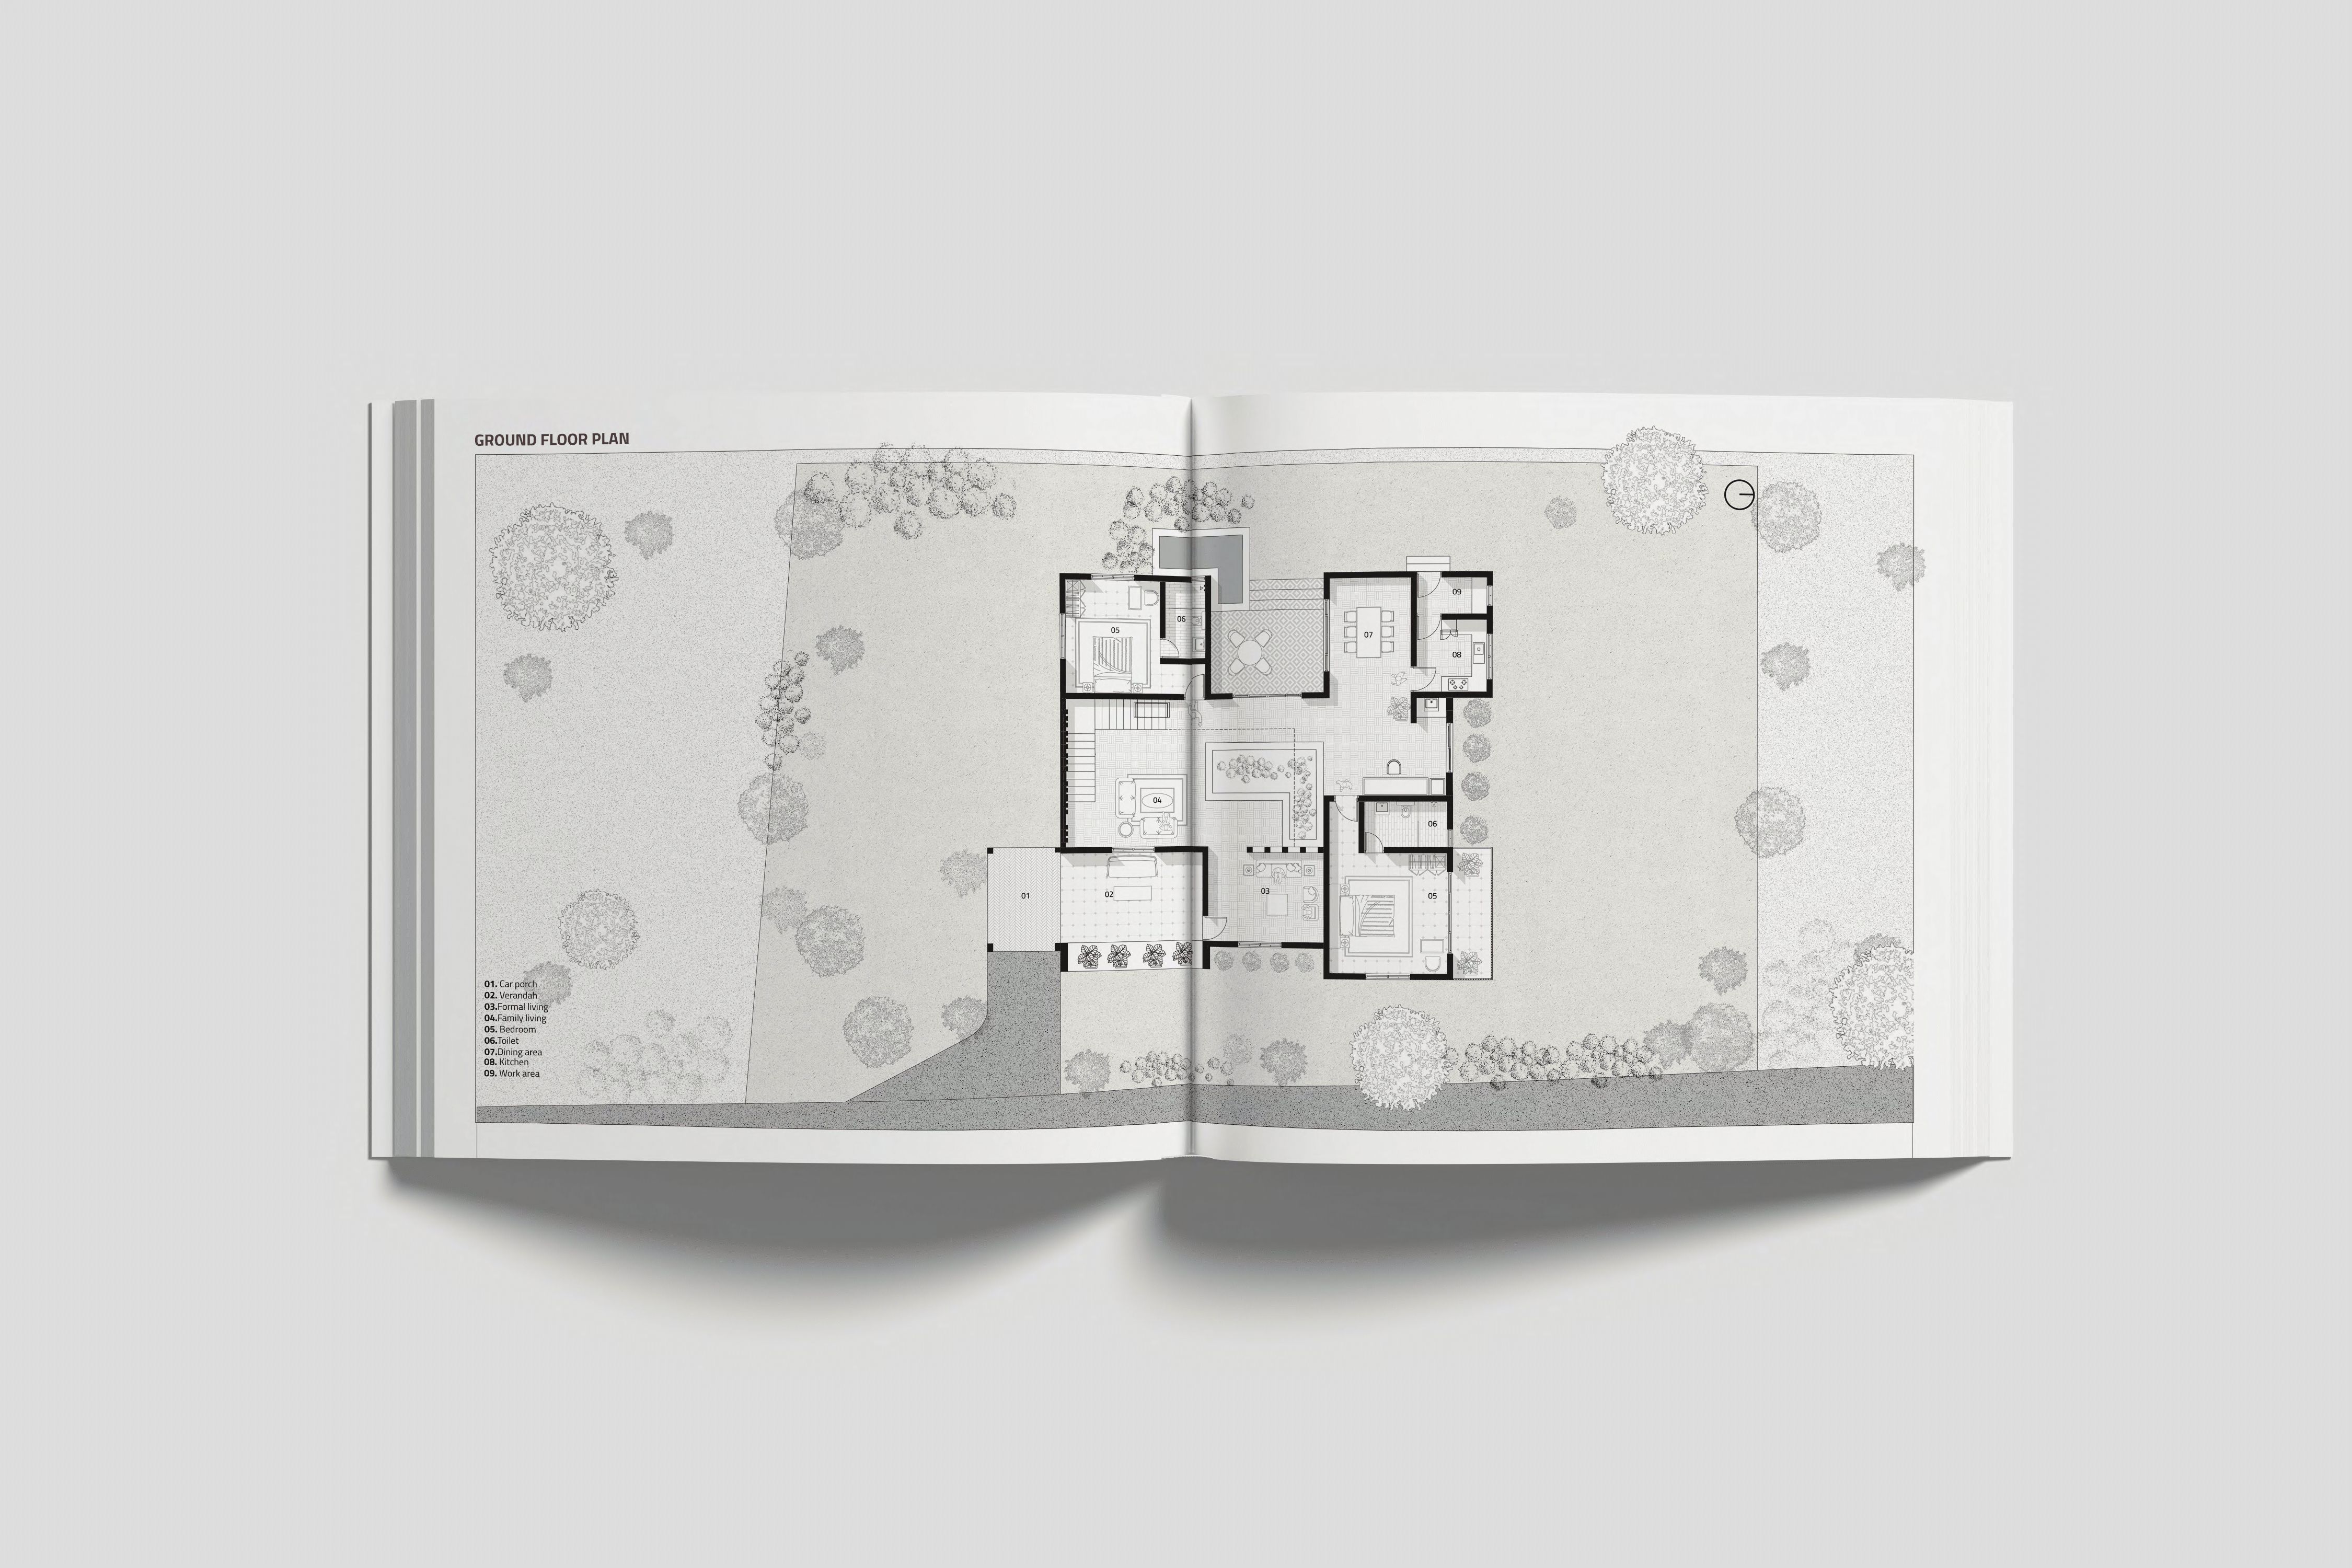 GROUND FLOOR PLAN
09
05
06
07
08
04
06
03
05
01
02
01. Car porch
02. Verandah
03.Formal living
04.Family living
05. Bedroom
06.Toilet
07.Dining area
08. Kitchen
09. Work area